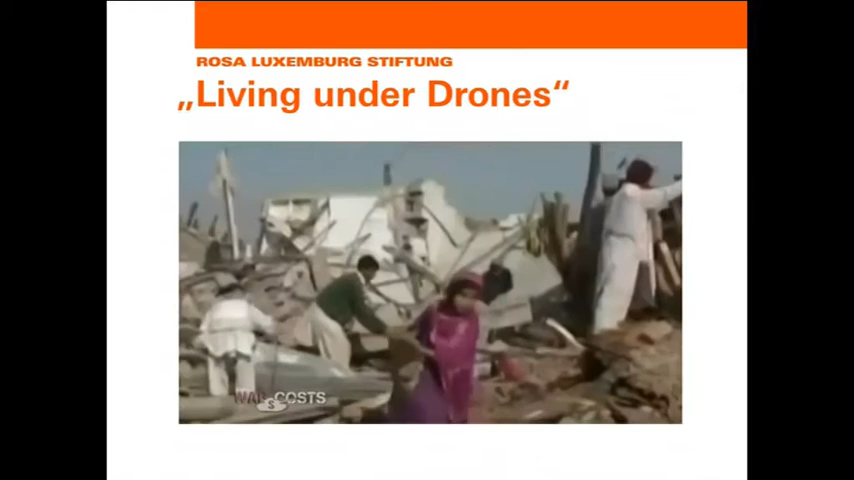 ROSA LUXEMBURG STIFTUNG
„Living under Drones“
WAR COSTS